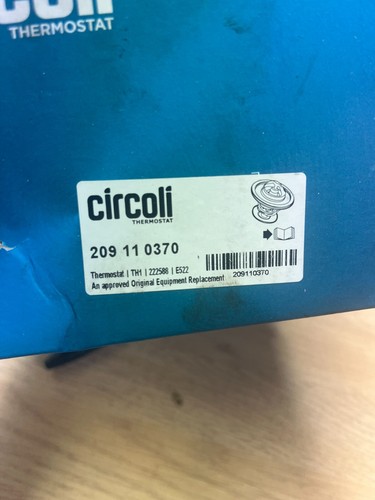 THERMOSTAT
circoli
THERMOSTAT
209 11 0370
Thermostat | TH1 | 222588 | E522
An approved Original Equipment Replacement
209110370